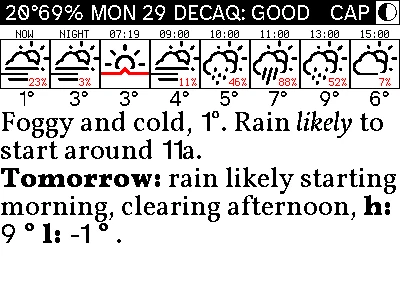 20°69% MON 29 DECAQ: GOOD CAP
NOW NIGHT 07:19 09:00 10:00 11:00 13:00 15:00
23% 3% 11% 46% 88% 52% 7%
1° 3° 3° 4° 5° 7° 9° 6°
Foggy and cold, 1°. Rain likely to
start around 11a.
Tomorrow: rain likely starting
morning, clearing afternoon, h:
9 ° l: -1 ° .